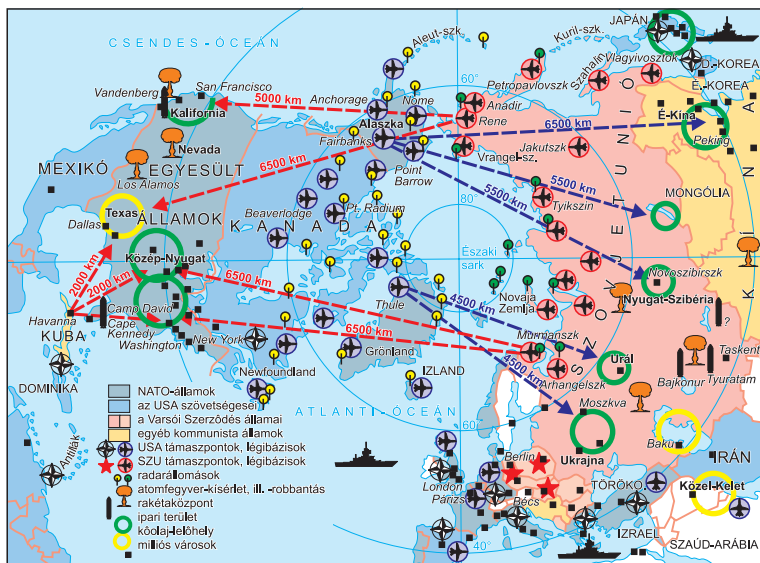 CSENDES-ÓCEÁN
Aleut-szk.
Kuril-szk.
JAPÁN
D.-KOREA
É. KOREA
Vlagyivosztok
Szahalin
Petropavlovszk
60°
San Francisco
Vandenberg
Kalifornia
5000 km
Anchorage
Nome
Alaszka
Fairbanks
Anadir
Rene
6500 km
É-Kína
Peking
Vrangel-sz.
Jakutszk
Nevada
EGYESÜLT
ÁLLAMOK
Los Alamos
MEXIKÓ
6500 km
Point
Barrow
5500 km
5500 km
MONGÓLIA
KÍNA
Texas
Dallas
Beaverlodge
Pt. Radium
KANADA
80°
Tyikszin
SZOVJETUNIÓ
Északi
sark
Közép-Nyugat
2000 km
2000 km
6500 km
6500 km
Thule
4500 km
4500 km
Novaja
Zemlja
Novoszibirszk
Nyugat-Szibéria
?
Camp David
Cape
Kennedy
Washington
New York
Havanna
KUBA
Murmanszk
Urál
Taskent
Bajkonur
Tyuratam
Grönland
Newfoundland
IZLAND
Arhangelszk
DOMINIKA
Antillák
ATLANTI-ÓCEÁN
Moszkva
60°
Ukrajna
Baku
IRÁN
Berlin
London
Párizs
Bécs
TÖRÖKO.
Közel-Kelet
IZRAEL
SZAÚD-ARÁBIA
40°
NATO-államok
az USA szövetségesei
a Varsói Szerződés államai
egyéb kommunista államok
USA támaszpontok, légibázisok
SZU támaszpontok, légibázisok
radarállomások
atomfegyver-kísérlet, ill. -robbantás
rakétaközpont
ipari terület
kőolaj-lelőhely
milliós városok